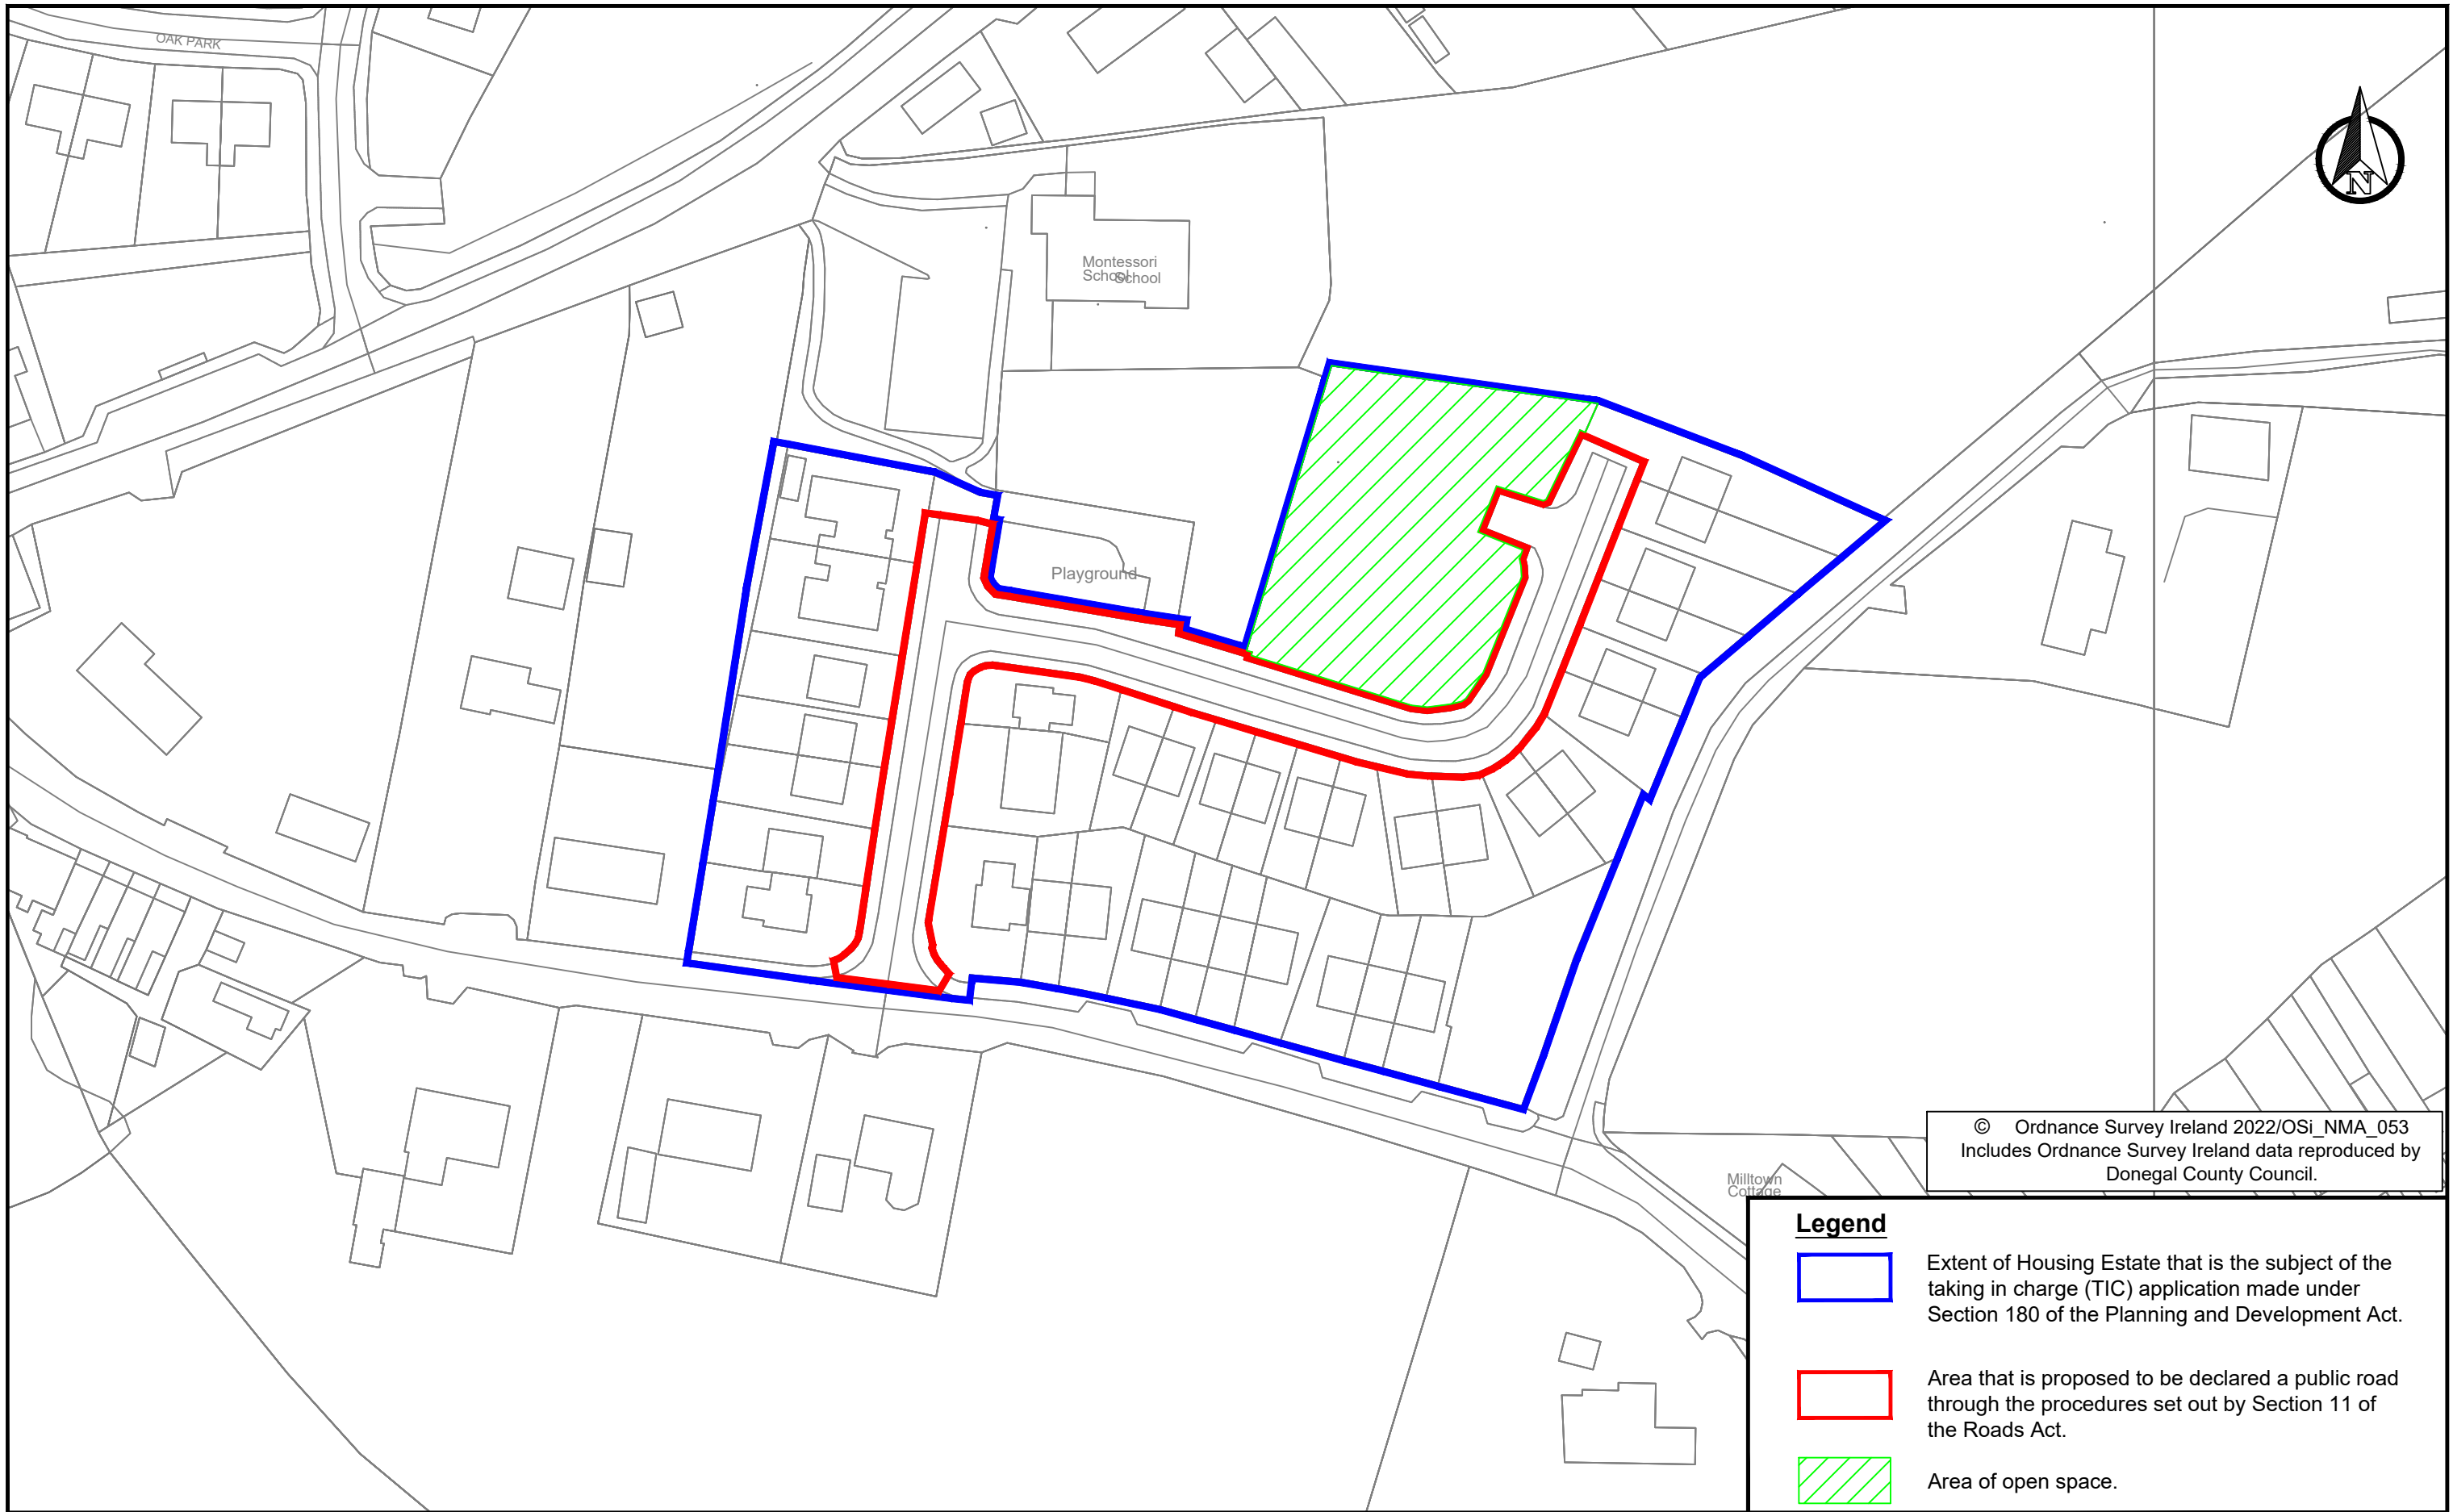 OAK PARK
N
Montessori
School
School
Playground
© Ordnance Survey Ireland 2022/OSi_NMA_053
Includes Ordnance Survey Ireland data reproduced by
Donegal County Council.
Milltown
Cottage
Legend
Extent of Housing Estate that is the subject of the
taking in charge (TIC) application made under
Section 180 of the Planning and Development Act.
Area that is proposed to be declared a public road
through the procedures set out by Section 11 of
the Roads Act.
Area of open space.